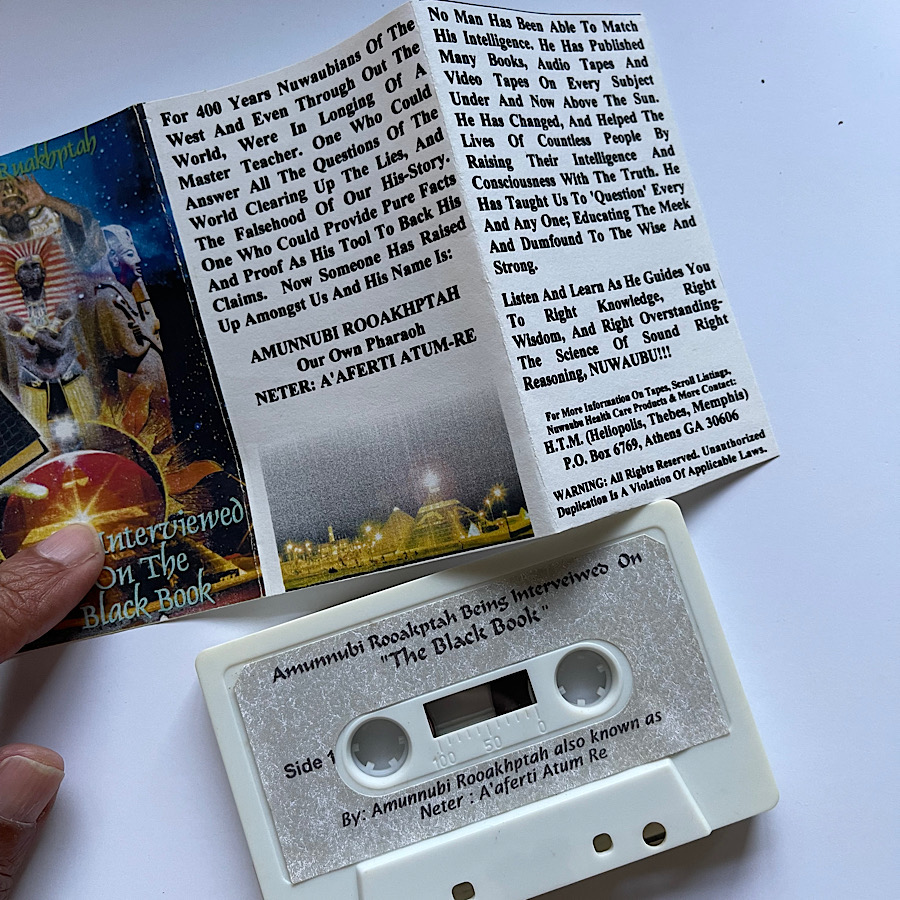 Ruakhptah
Interviewed
On The
Black Book
For 400 Years Nuwaubians Of The
West And Even Through Out The
World, Were In Longing Of A
Master Teacher. One Who Could
Answer All The Questions Of The
World Clearing Up The Lies, And
The Falsehood Of Our His-Story.
One Who Could Provide Pure Facts
And Proof As His Tool To Back His
Claims. Now Someone Has Raised
Up Amongst Us And His Name Is:
AMUNNUBI ROOAKHPTAH
Our Own Pharaoh
NETER: A'AFERTI ATUM-RE
No Man Has Been Able To Match
His Intelligence. He Has Published
Many Books, Audio Tapes And
Video Tapes On Every Subject
Under And Now Above The Sun.
He Has Changed, And Helped The
Lives Of Countless People By
Raising Their Intelligence And
Consciousness With The Truth. He
Has Taught Us To 'Question' Every
And Any One; Educating The Meek
And Dumfound To The Wise And
Strong.
Listen And Learn As He Guides You
To Right Knowledge, Right
Wisdom, And Right Overstanding-
The Science Of Sound Right
Reasoning, NUWAUBU!!!
For More Information On Tapes, Scroll Listings,
Nuwaubu Health Care Products & More Contact:
H.T.M. (Heliopolis, Thebes, Memphis)
P.O. Box 6769, Athens GA 30606
WARNING: All Rights Reserved. Unauthorized
Duplication Is A Violation Of Applicable Laws.
Amunnubi Rooakptah Being Interveiwed On
"The Black Book"
100 50 0
Side 1
By: Amunnubi Rooakhptah also known as
Neter : A'aferti Atum Re